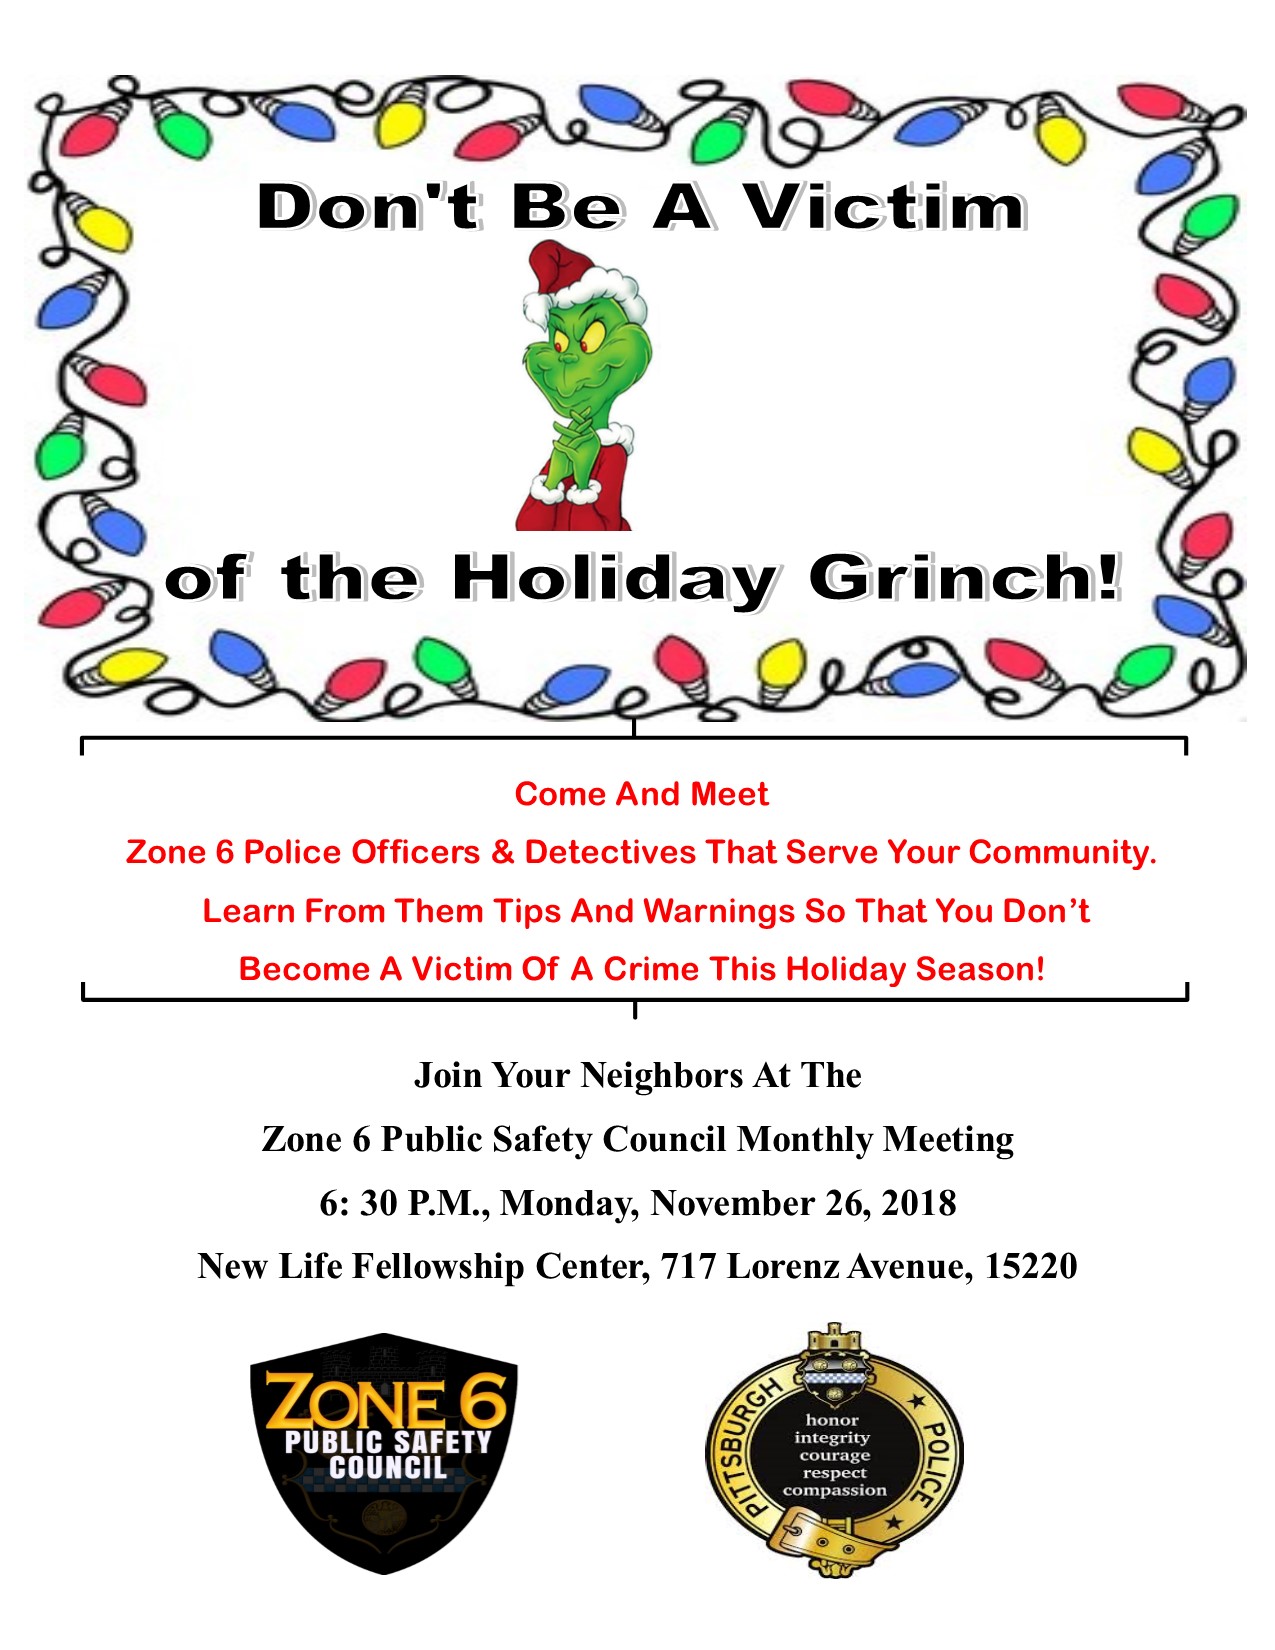 Don't Be A Victim
of the Holiday Grinch!
Come And Meet
Zone 6 Police Officers & Detectives That Serve Your Community.
Learn From Them Tips And Warnings So That You Don’t
Become A Victim Of A Crime This Holiday Season!
Join Your Neighbors At The
Zone 6 Public Safety Council Monthly Meeting
6: 30 P.M., Monday, November 26, 2018
New Life Fellowship Center, 717 Lorenz Avenue, 15220
ZONE 6
PUBLIC SAFETY
COUNCIL
PITTSBURGH POLICE
honor
integrity
courage
respect
compassion